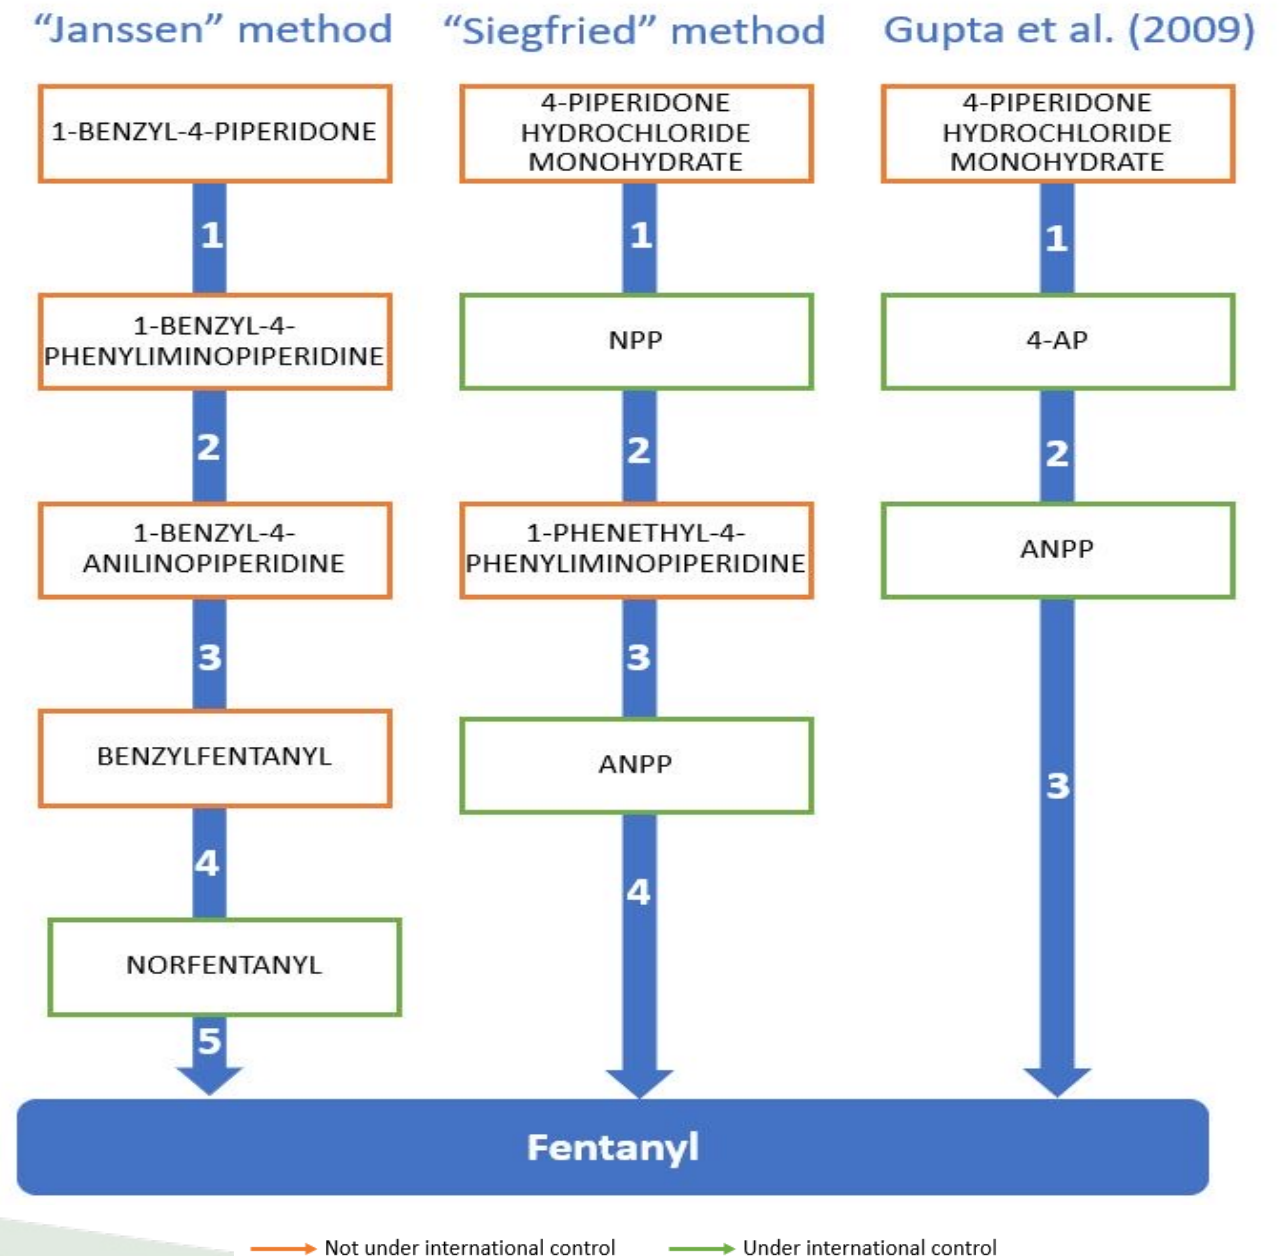 “Janssen” method
1-BENZYL-4-PIPERIDONE
1
1-BENZYL-4-
PHENYLIMINOPIPERIDINE
2
1-BENZYL-4-
ANILINOPIPERIDINE
3
BENZYLFENTANYL
4
NORFENTANYL
5
“Siegfried” method
4-PIPERIDONE
HYDROCHLORIDE
MONOHYDRATE
1
NPP
2
1-PHENETHYL-4-
PHENYLIMINOPIPERIDINE
3
ANPP
4
Gupta et al. (2009)
4-PIPERIDONE
HYDROCHLORIDE
MONOHYDRATE
1
4-AP
2
ANPP
3
Fentanyl
Not under international control
Under international control